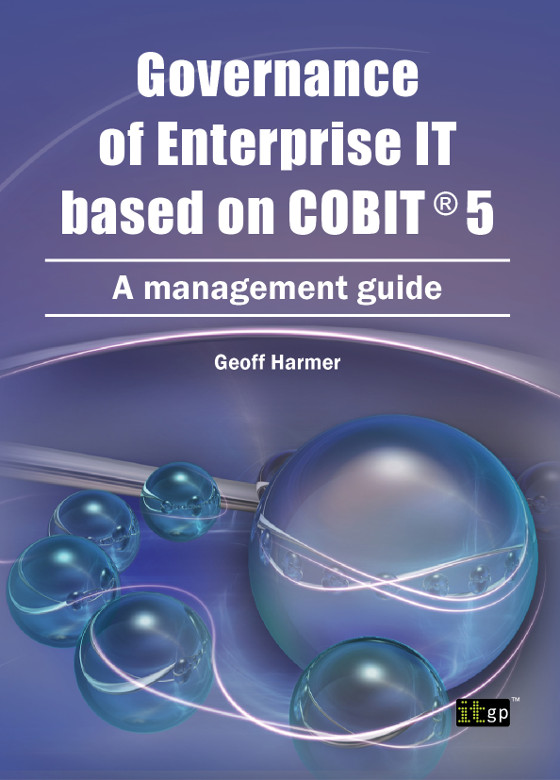 Governance
of Enterprise IT
based on COBIT® 5
A management guide
Geoff Harmer
itgp™